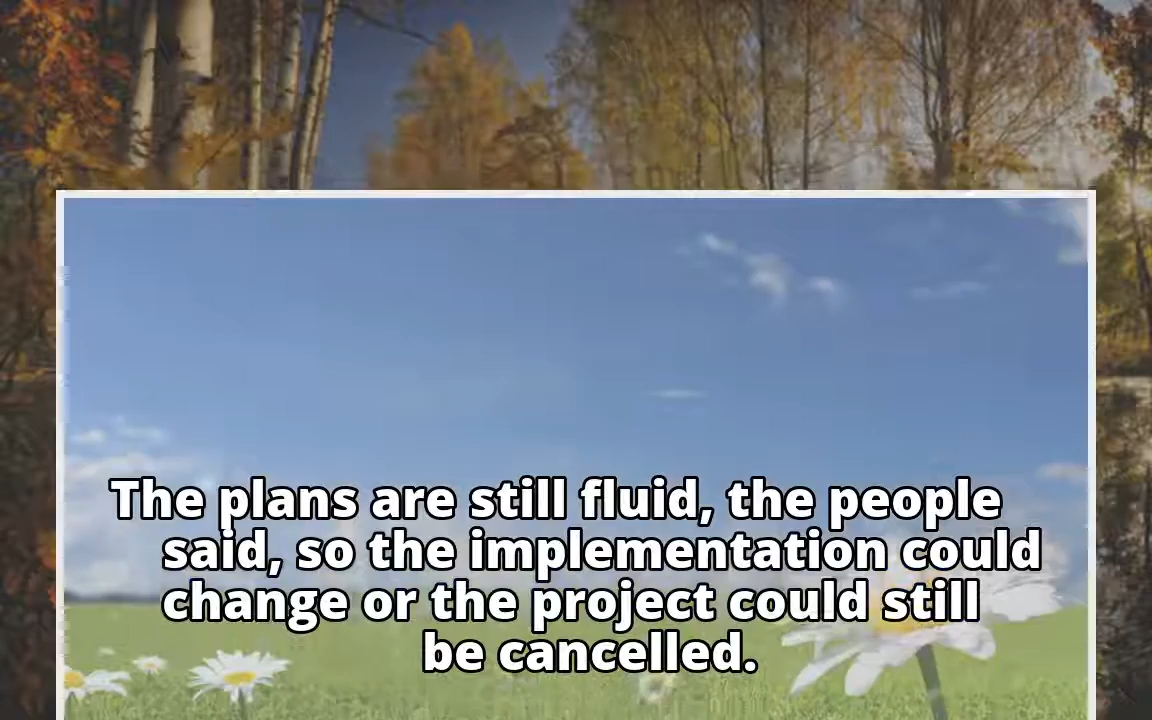 The plans are still fluid, the people
said, so the implementation could
change or the project could still
be cancelled.